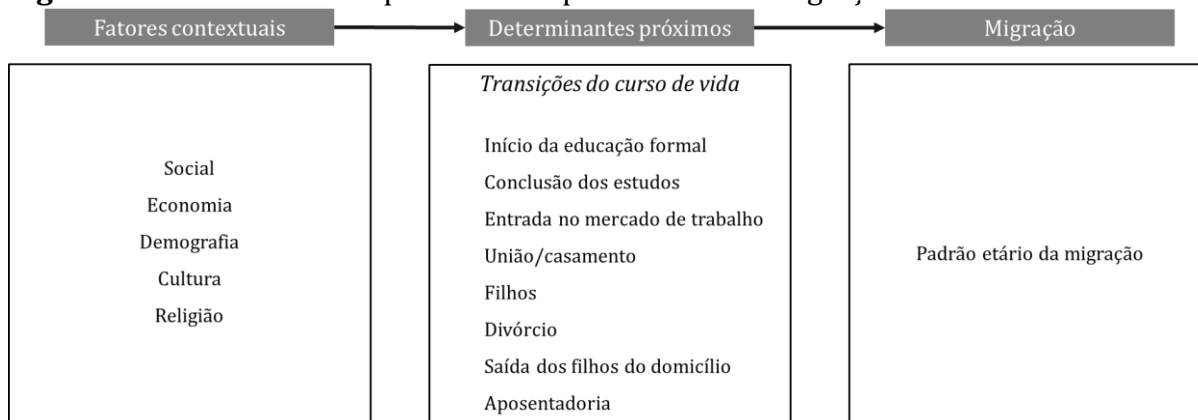 Fatores contextuais
Determinantes próximos
Migração
Social
Economia
Demografia
Cultura
Religião
Transições do curso de vida
Início da educação formal
Conclusão dos estudos
Entrada no mercado de trabalho
União/casamento
Filhos
Divórcio
Saída dos filhos do domicílio
Aposentadoria
Padrão etário da migração